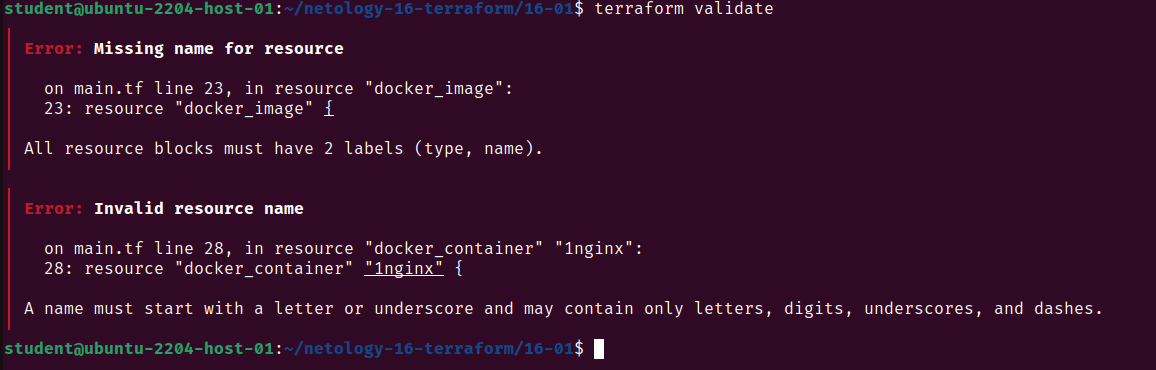 student@ubuntu-2204-host-01:~/netology-16-terraform/16-01$ terraform validate
Error: Missing name for resource
on main.tf line 23, in resource "docker_image":
23: resource "docker_image" {
All resource blocks must have 2 labels (type, name).
Error: Invalid resource name
on main.tf line 28, in resource "docker_container" "1nginx":
28: resource "docker_container" "1nginx" {
A name must start with a letter or underscore and may contain only letters, digits, underscores, and dashes.
student@ubuntu-2204-host-01:~/netology-16-terraform/16-01$